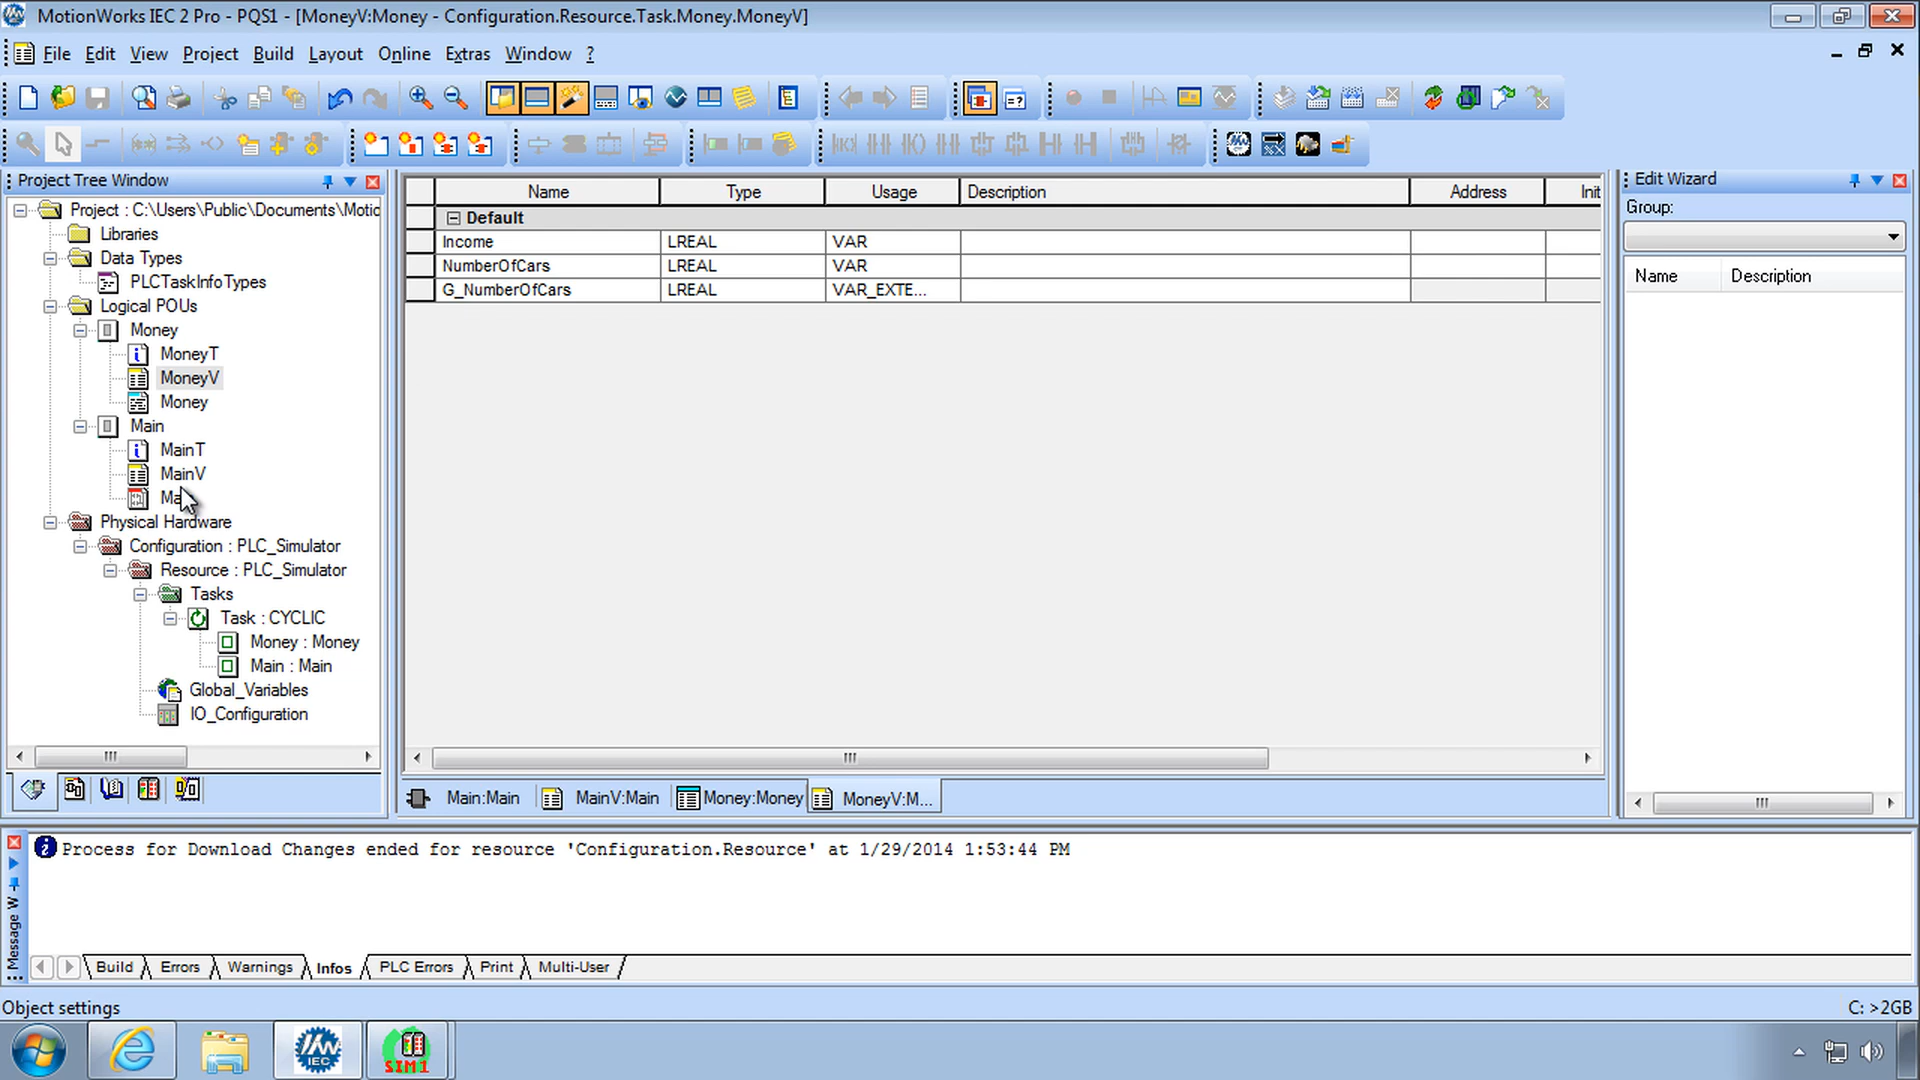 MotionWorks IEC 2 Pro - PQS1 - [MoneyV:Money - Configuration.Resource.Task.Money.MoneyV]
File Edit View Project Build Layout Online Extras Window ?
Project Tree Window
Project : C:\Users\Public\Documents\Motic
Libraries
Data Types
PLCTaskInfoTypes
Logical POUs
Money
MoneyT
MoneyV
Money
Main
MainT
MainV
Physical Hardware
Configuration : PLC_Simulator
Resource : PLC_Simulator
Tasks
Task : CYCLIC
Money : Money
Main : Main
Global_Variables
IO_Configuration
Name Type Usage Description Address Init
Default
Income LREAL VAR
NumberOfCars LREAL VAR
G_NumberOfCars LREAL VAR_EXTE...
Main:Main MainV:Main Money:Money MoneyV:M...
Edit Wizard
Group:
Name Description
Message W
Process for Download Changes ended for resource 'Configuration.Resource' at 1/29/2014 1:53:44 PM
Build Errors Warnings Infos PLC Errors Print Multi-User
Object settings
C: >2GB
IEC
SIM1